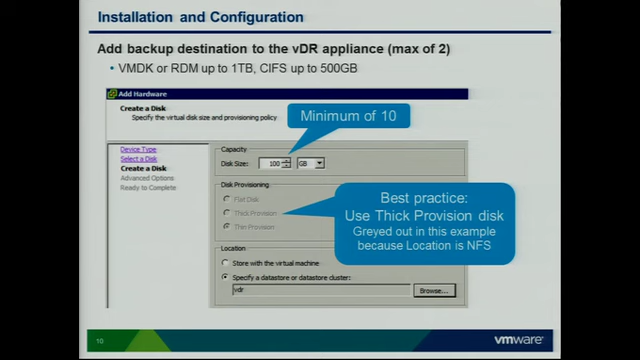 Installation and Configuration
Add backup destination to the vDR appliance (max of 2)
• VMDK or RDM up to 1TB, CIFS up to 500GB
Add Hardware
Create a Disk
Specify the virtual disk size and provisioning policy
Minimum of 10
Device Type
Select a Disk
Create a Disk
Advanced Options
Ready to Complete
Capacity
Disk Size: 100 GB
Disk Provisioning
Flat Disk
Thick Provision
Thin Provision
Best practice:
Use Thick Provision disk
Greyed out in this example
because Location is NFS
Location
Store with the virtual machine
Specify a datastore or datastore cluster:
vdr
Browse...
10
vmware